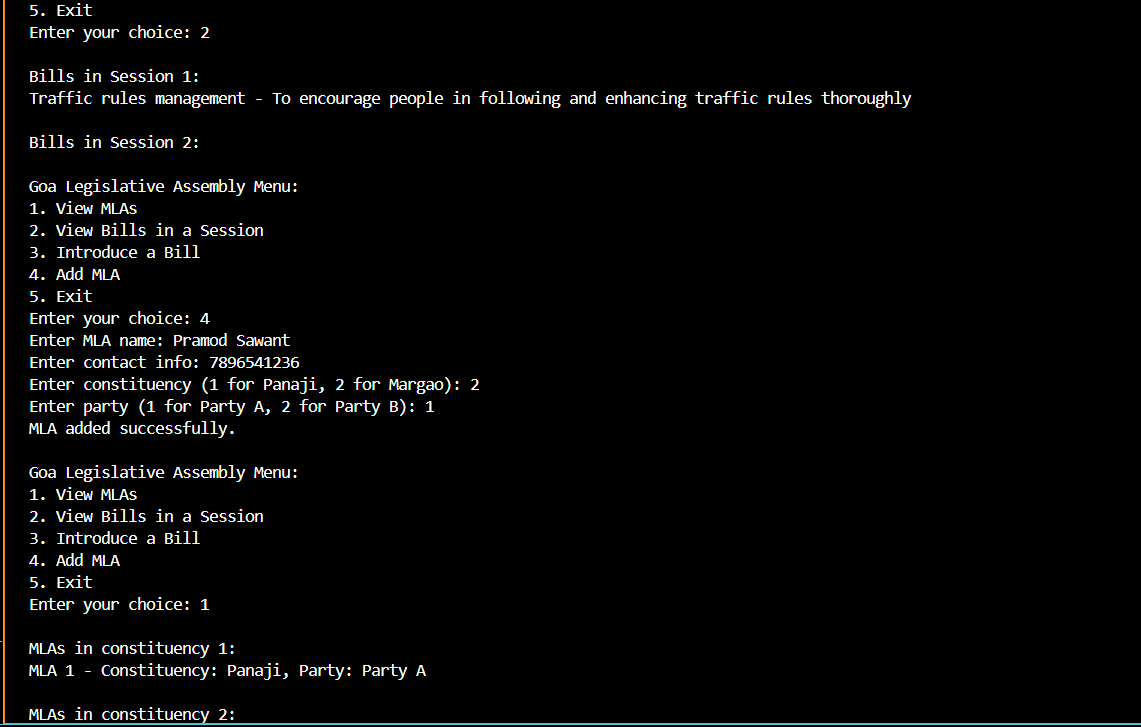 5. Exit
Enter your choice: 2
Bills in Session 1:
Traffic rules management - To encourage people in following and enhancing traffic rules thoroughly
Bills in Session 2:
Goa Legislative Assembly Menu:
1. View MLAs
2. View Bills in a Session
3. Introduce a Bill
4. Add MLA
5. Exit
Enter your choice: 4
Enter MLA name: Pramod Sawant
Enter contact info: 7896541236
Enter constituency (1 for Panaji, 2 for Margao): 2
Enter party (1 for Party A, 2 for Party B): 1
MLA added successfully.
Goa Legislative Assembly Menu:
1. View MLAs
2. View Bills in a Session
3. Introduce a Bill
4. Add MLA
5. Exit
Enter your choice: 1
MLAs in constituency 1:
MLA 1 - Constituency: Panaji, Party: Party A
MLAs in constituency 2: